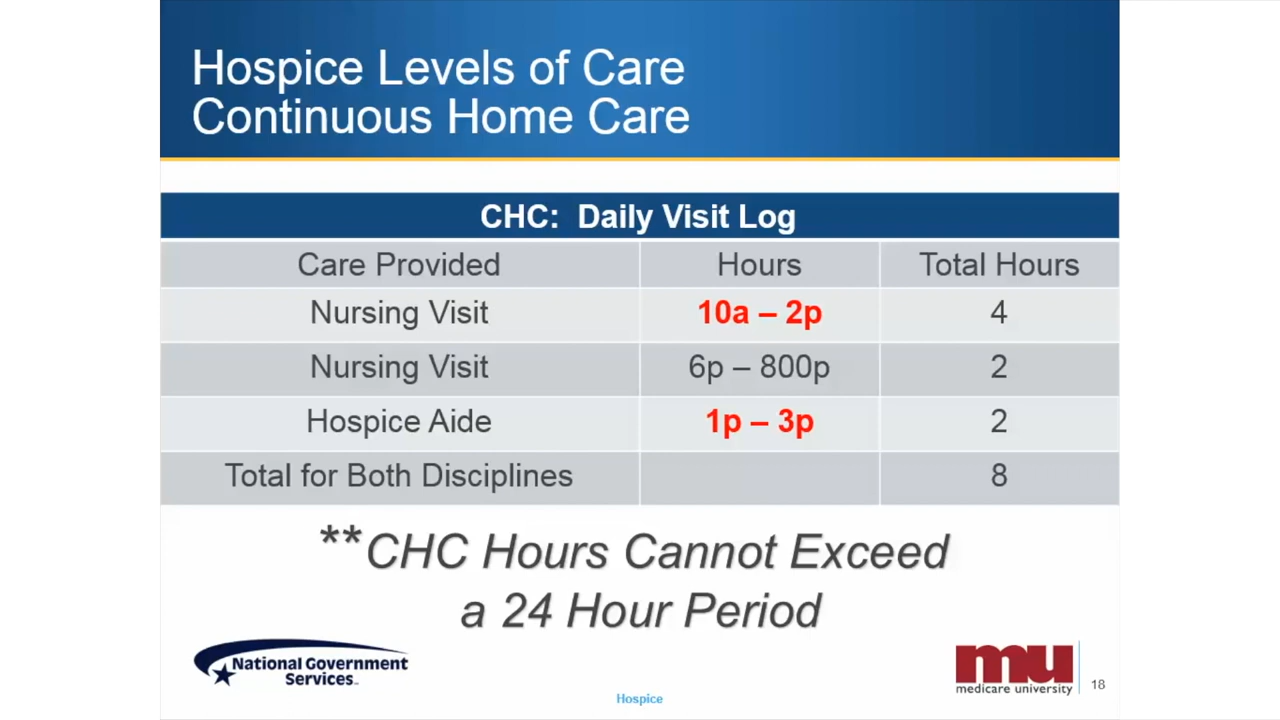 Hospice Levels of Care
Continuous Home Care
CHC: Daily Visit Log
Care Provided Hours Total Hours
Nursing Visit 10a – 2p 4
Nursing Visit 6p – 800p 2
Hospice Aide 1p – 3p 2
Total for Both Disciplines 8
**CHC Hours Cannot Exceed
a 24 Hour Period
National Government
Services
mu
medicare university
18
Hospice